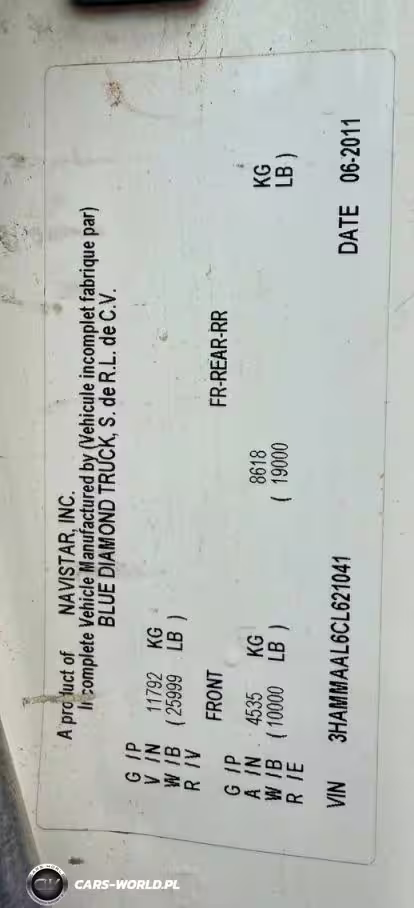 A product of NAVISTAR, INC.
Incomplete Vehicle Manufactured by (Vehicule incomplet fabrique par)
BLUE DIAMOND TRUCK, S. de R.L. de C.V.
G /P
V /N 11792 KG
W /B ( 25999 LB )
R /V
FRONT FR-REAR-RR
G /P
A /N 4535 KG 8618 KG
W /B ( 10000 LB ) ( 19000 LB )
R /E
VIN 3HAMMAAL6CL621041 DATE 06-2011
CARS-WORLD.PL